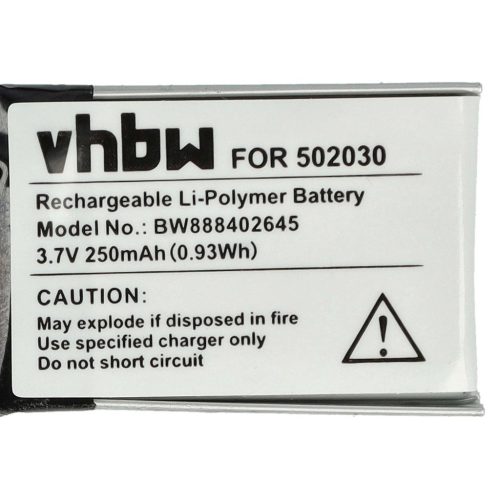 vhbw FOR 502030
Rechargeable Li-Polymer Battery
Model No.: BW888402645
3.7V 250mAh(0.93Wh)
CAUTION:
May explode if disposed in fire
Use specified charger only
Do not short circuit
!